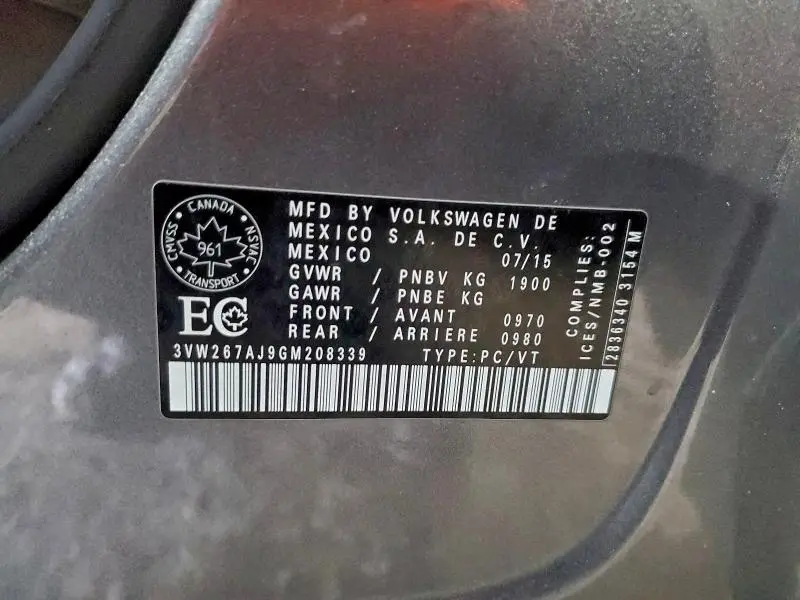 CANADA
CMVSS
NSVAC
961
TRANSPORT
EC
MFD BY VOLKSWAGEN DE
MEXICO S.A. DE C.V.
MEXICO 07/15
GVWR / PNBV KG 1900
GAWR / PNBE KG
FRONT / AVANT 0970
REAR / ARRIERE 0980
3VW267AJ9GM208339 TYPE:PC/VT
COMPLIES:
ICES/NMB-002
2836340 3154 M